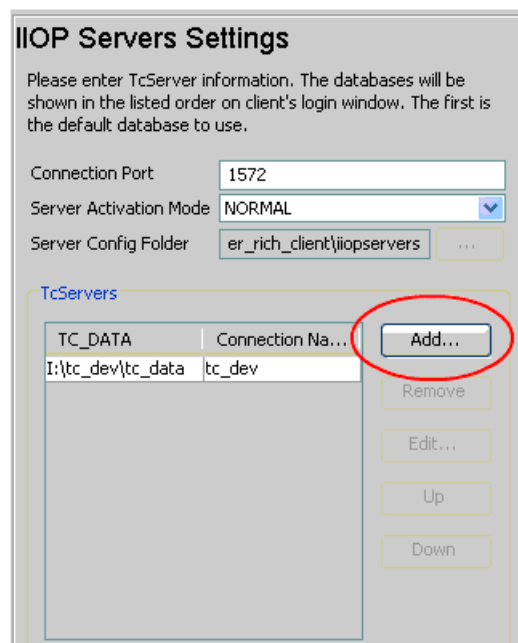 IIOP Servers Settings
Please enter TcServer information. The databases will be
shown in the listed order on client's login window. The first is
the default database to use.
Connection Port 1572
Server Activation Mode NORMAL
Server Config Folder er_rich_client\iiopservers ...
TcServers
TC_DATA Connection Na... Add...
I:\tc_dev\tc_data tc_dev
Remove
Edit...
Up
Down